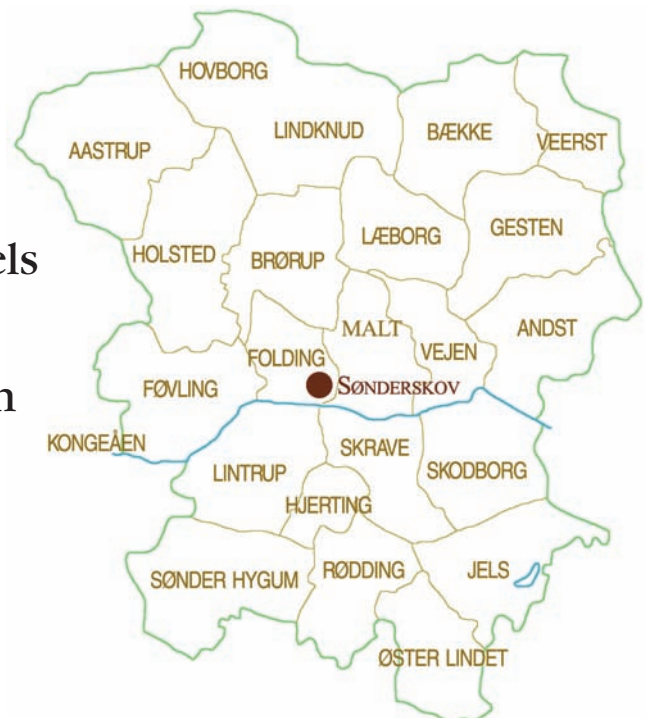 HOVBORG
LINDKNUD
BÆKKE
VEERST
AASTRUP
HOLSTED
BRØRUP
LÆBORG
GESTEN
els
MALT
ANDST
FOLDING
VEJEN
FØVLING
SØNDERSKOV
KONGEÅEN
SKRAVE
LINTRUP
SKODBORG
HJERTING
SØNDER HYGUM
RØDDING
JELS
ØSTER LINDET